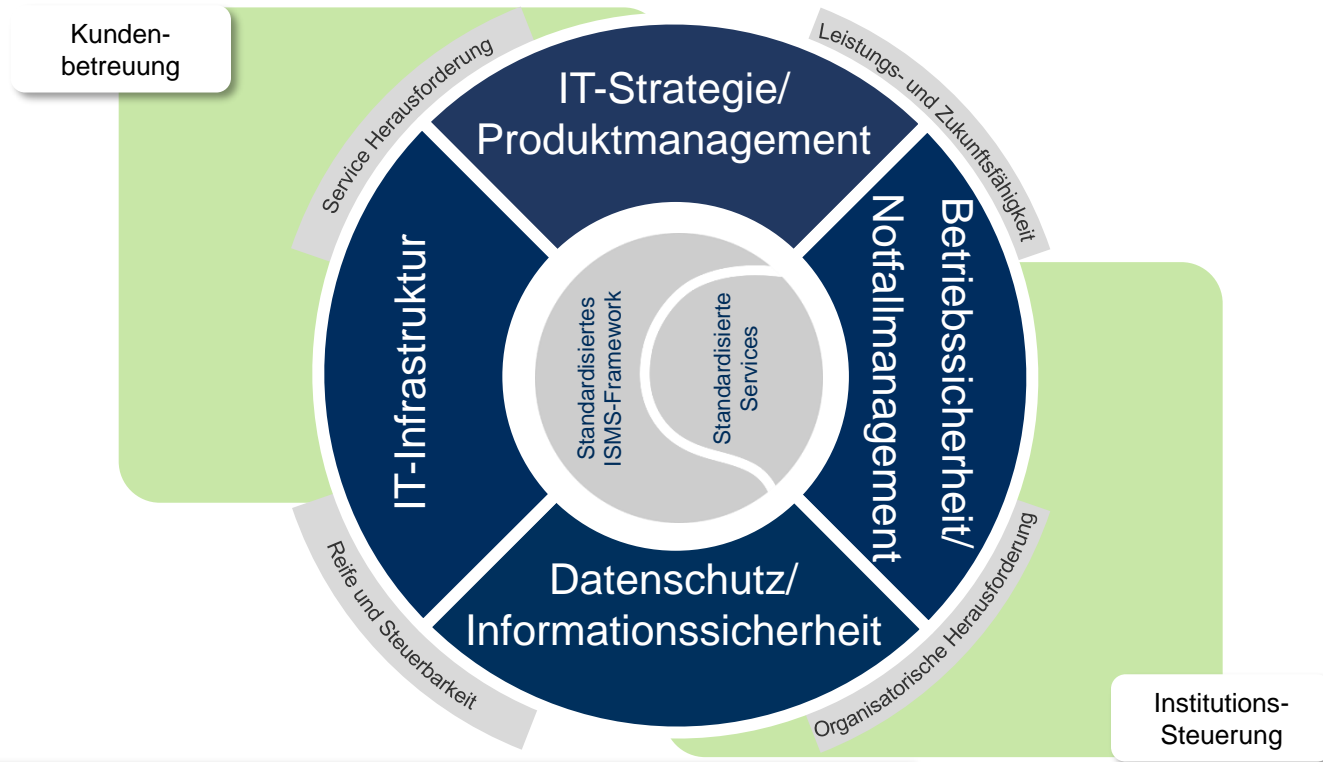 Kunden-
betreuung
Service Herausforderung
Leistungs- und Zukunftsfähigkeit
IT-Strategie/
Produktmanagement
IT-Infrastruktur
Standardisiertes
ISMS-Framework
Standardisierte
Services
Betriebssicherheit/
Notfallmanagement
Datenschutz/
Informationssicherheit
Reife und Steuerbarkeit
Organisatorische Herausforderung
Institutions-
Steuerung